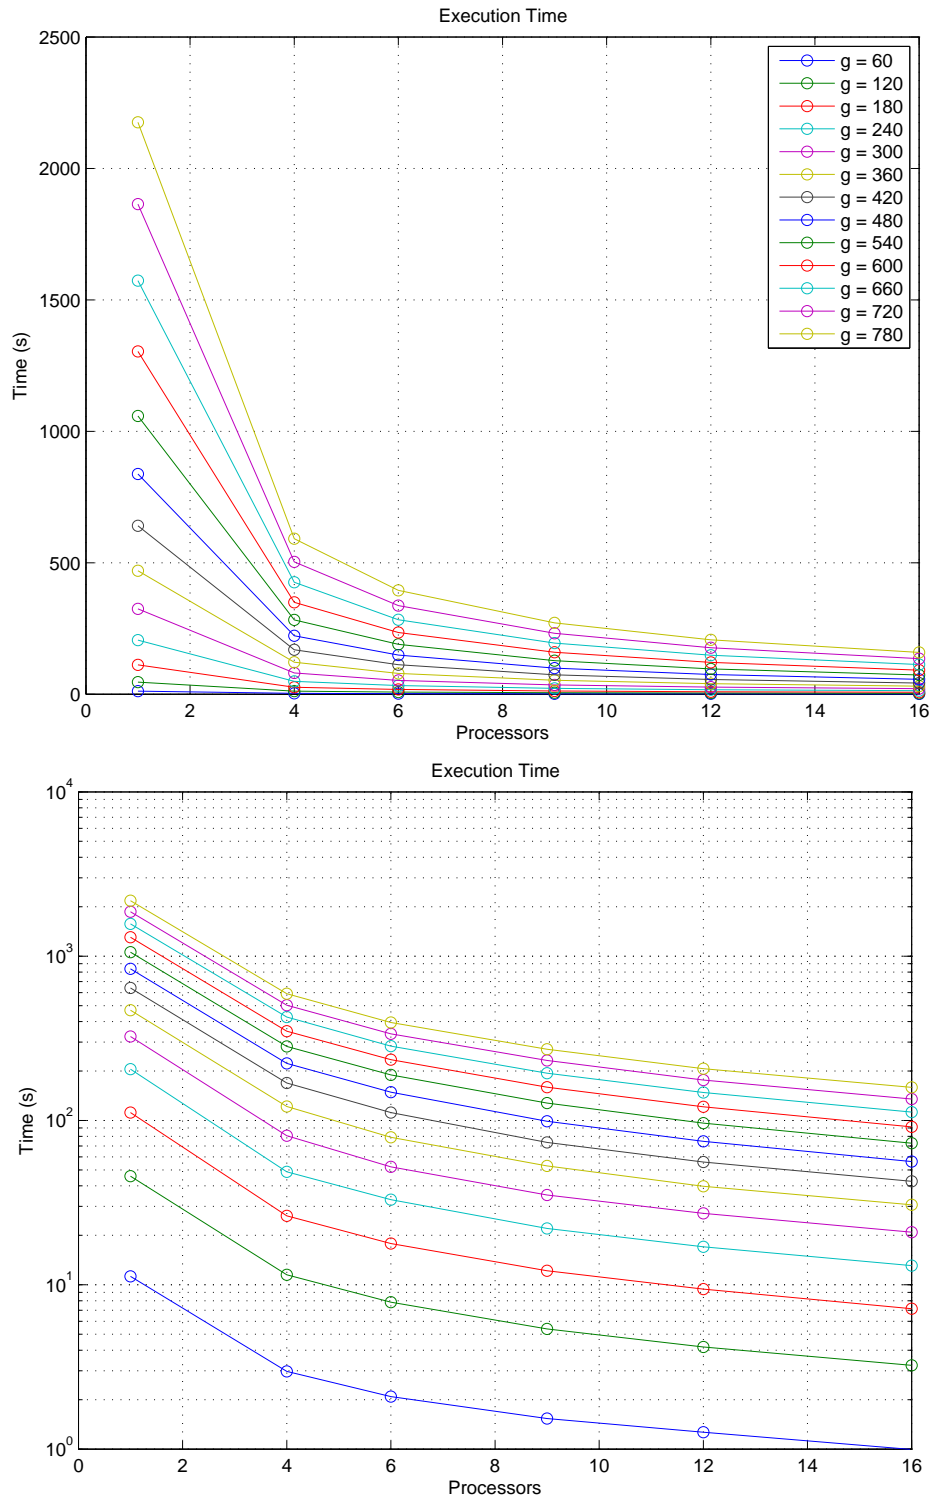 Execution Time
2500
2000
1500
1000
500
0
Time (s)
0 2 4 6 8 10 12 14 16
Processors
g = 60
g = 120
g = 180
g = 240
g = 300
g = 360
g = 420
g = 480
g = 540
g = 600
g = 660
g = 720
g = 780
Execution Time
10^4
10^3
10^2
10^1
10^0
Time (s)
0 2 4 6 8 10 12 14 16
Processors